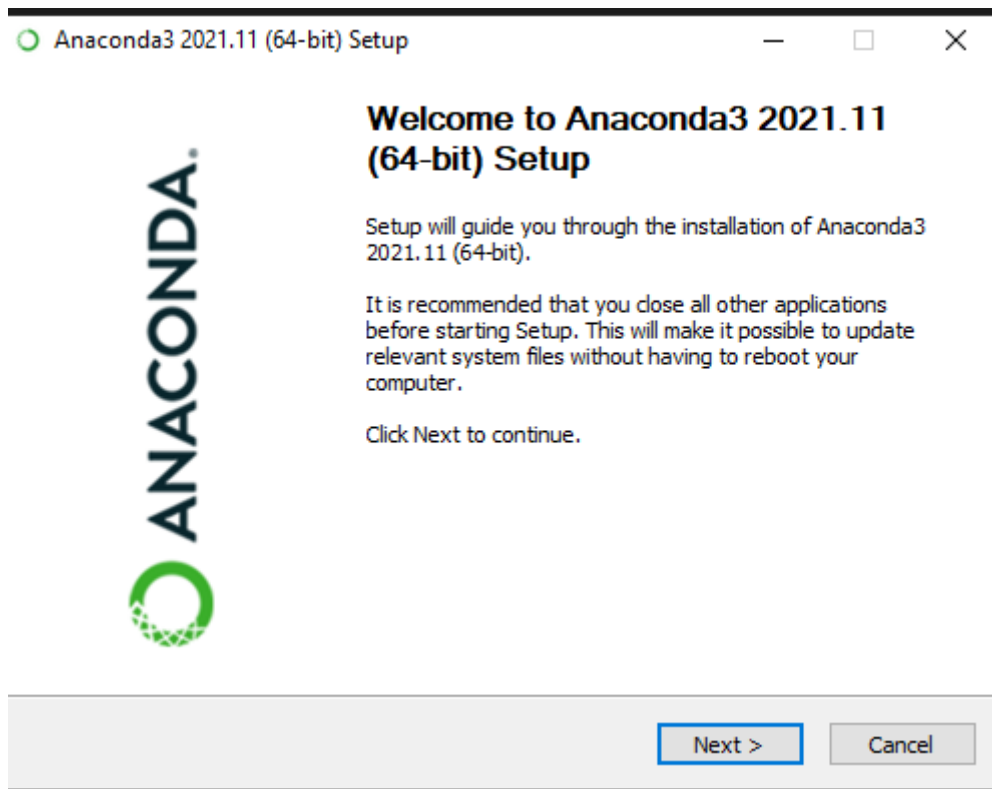 Anaconda3 2021.11 (64-bit) Setup
Welcome to Anaconda3 2021.11
(64-bit) Setup
Setup will guide you through the installation of Anaconda3
2021.11 (64-bit).
It is recommended that you close all other applications
before starting Setup. This will make it possible to update
relevant system files without having to reboot your
computer.
Click Next to continue.
ANACONDA.
Next >
Cancel